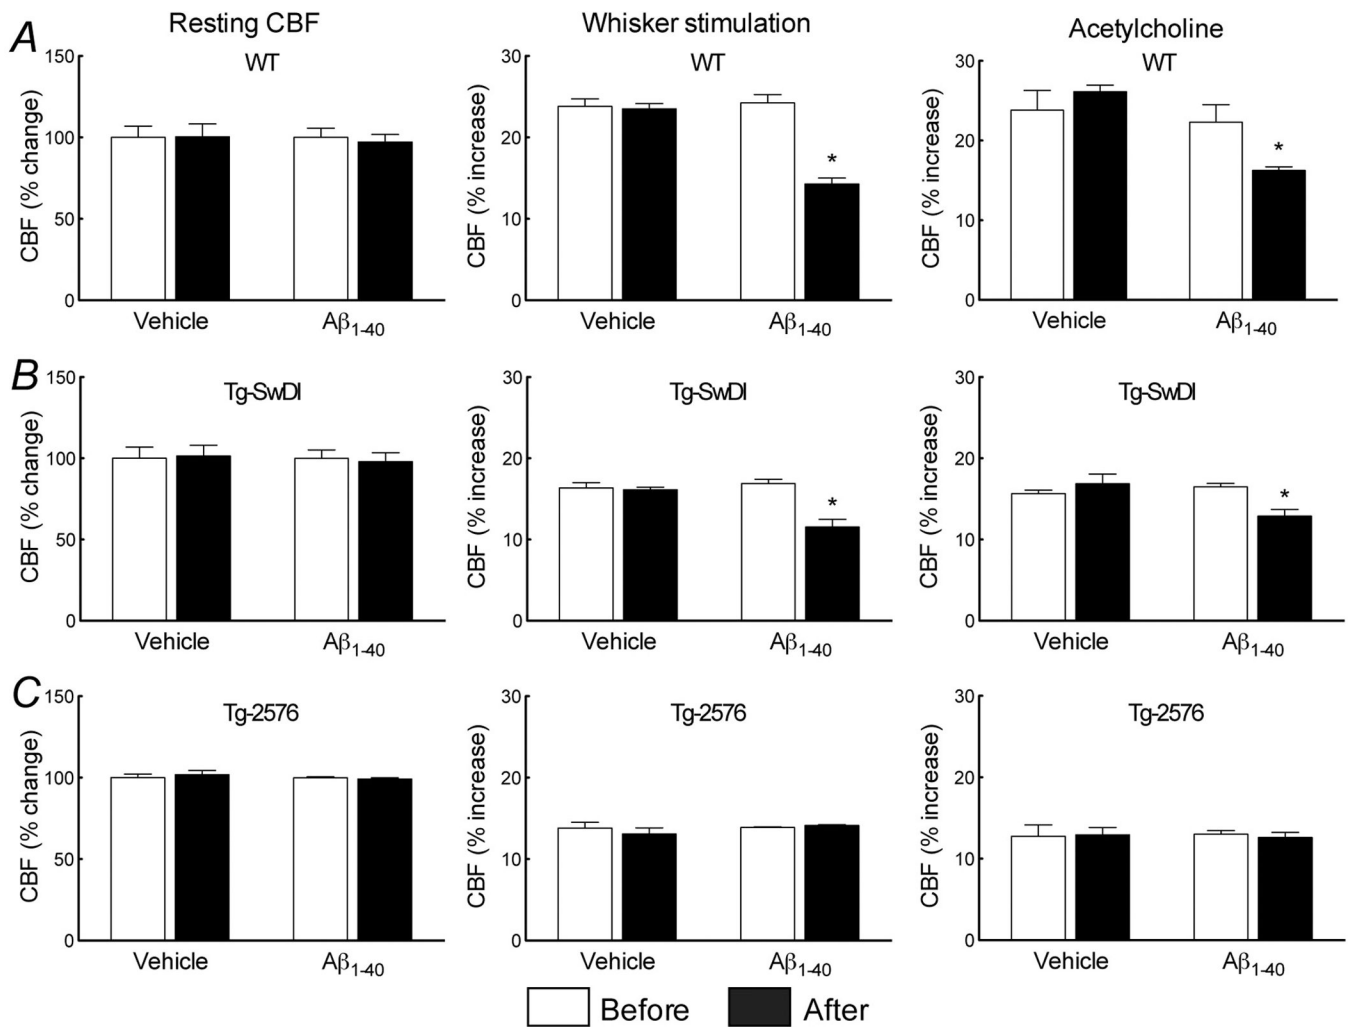 Resting CBF
Whisker stimulation
Acetylcholine
A
WT
WT
WT
CBF (% change)
150
100
50
0
Vehicle
Aβ1-40
CBF (% increase)
30
20
10
0
*
Vehicle
Aβ1-40
CBF (% increase)
30
20
10
0
*
Vehicle
Aβ1-40
B
Tg-SwDI
Tg-SwDI
Tg-SwDI
CBF (% change)
150
100
50
0
Vehicle
Aβ1-40
CBF (% increase)
30
20
10
0
*
Vehicle
Aβ1-40
CBF (% increase)
30
20
10
0
*
Vehicle
Aβ1-40
C
Tg-2576
Tg-2576
Tg-2576
CBF (% change)
150
100
50
0
Vehicle
Aβ1-40
CBF (% increase)
30
20
10
0
Vehicle
Aβ1-40
CBF (% increase)
30
20
10
0
Vehicle
Aβ1-40
Before
After